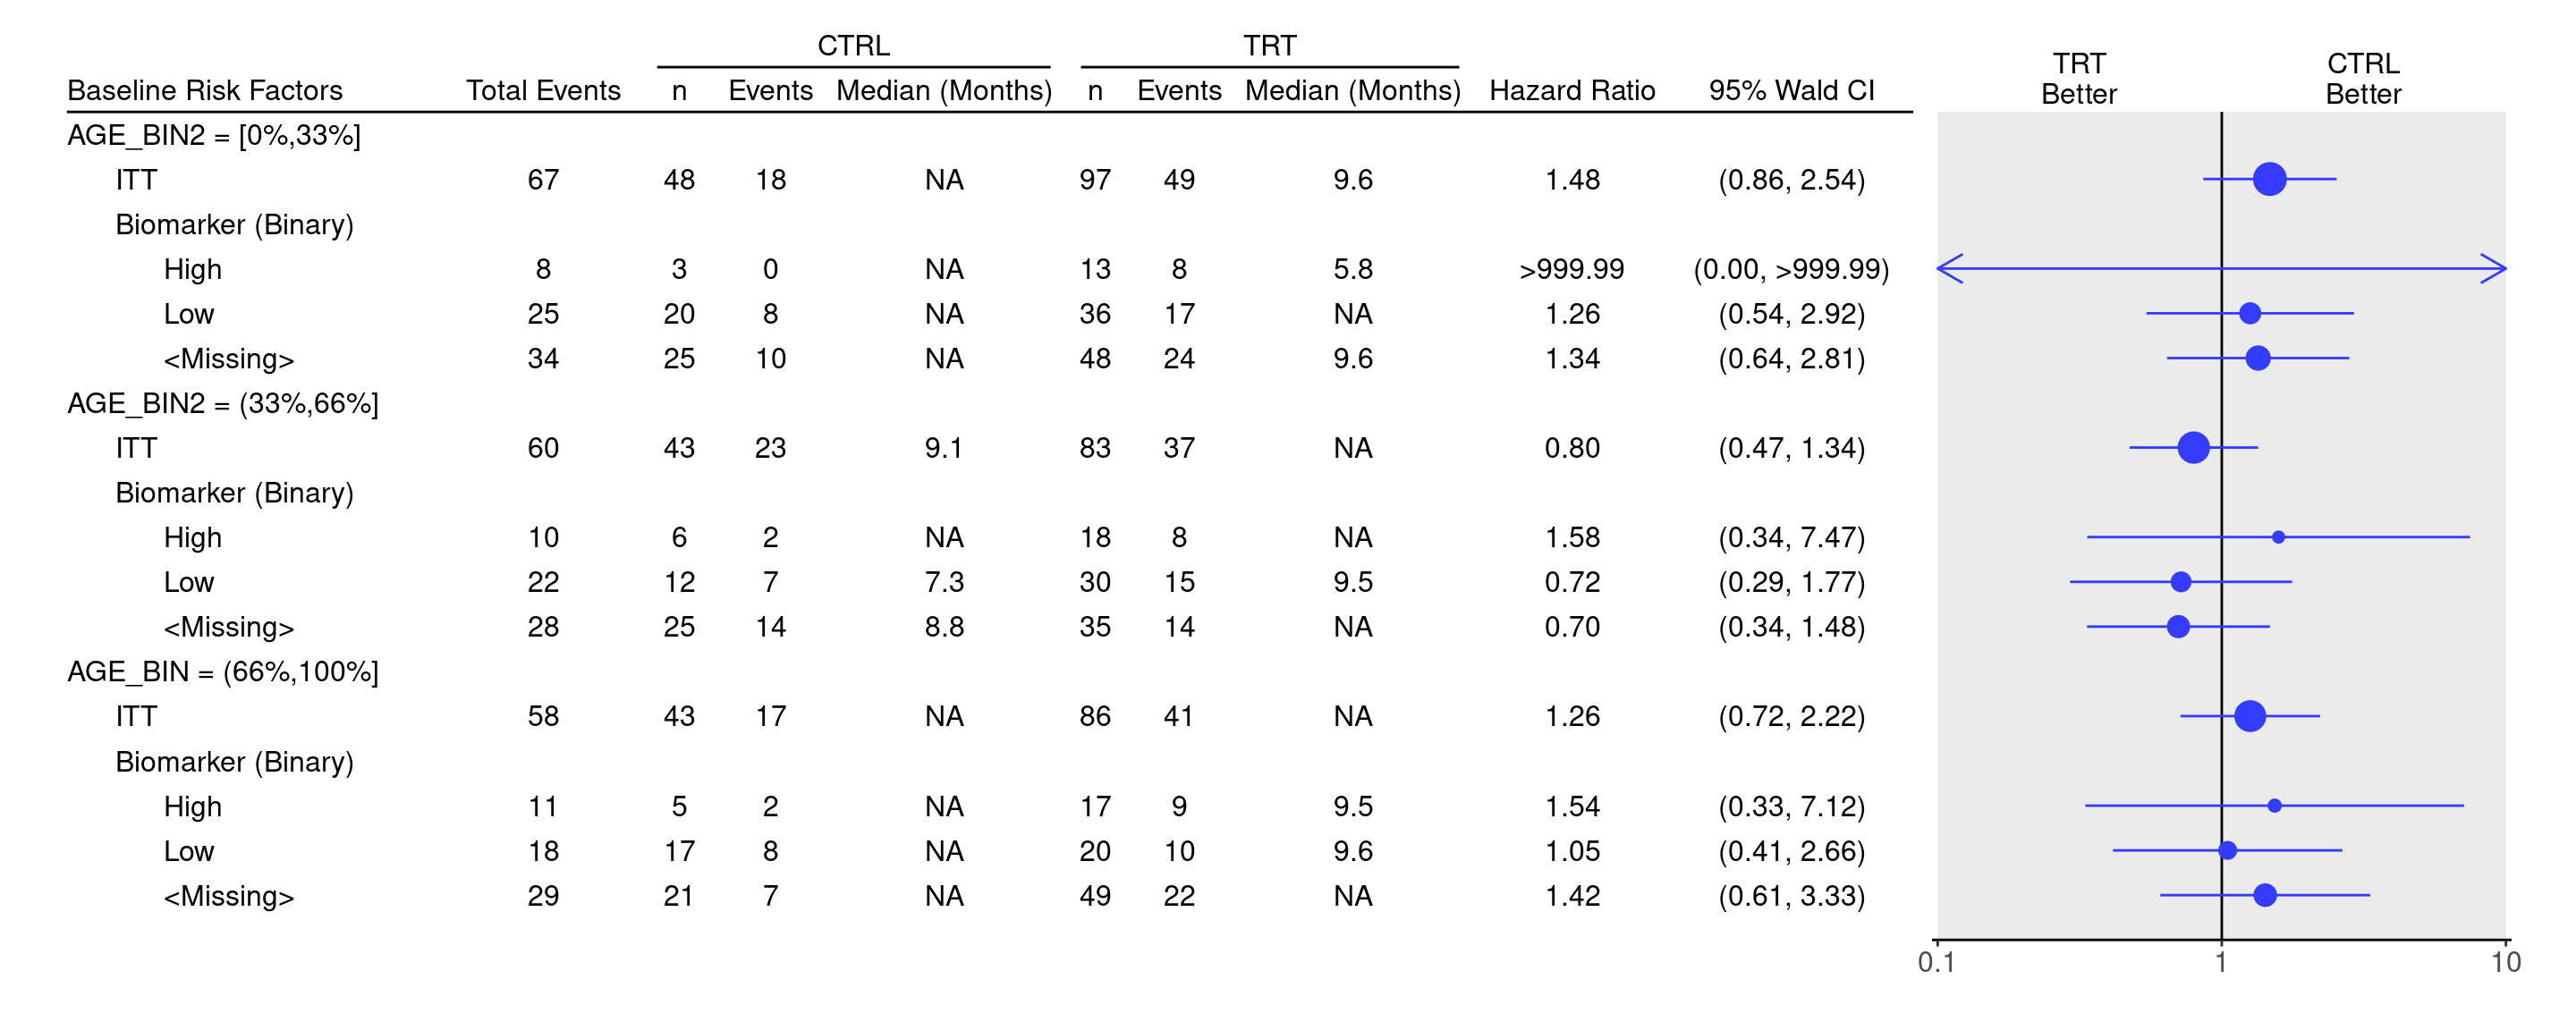 CTRL TRT
TRT CTRL
Baseline Risk Factors Total Events n Events Median (Months) n Events Median (Months) Hazard Ratio 95% Wald CI Better Better
AGE_BIN2 = [0%,33%]
ITT 67 48 18 NA 97 49 9.6 1.48 (0.86, 2.54)
Biomarker (Binary)
High 8 3 0 NA 13 8 5.8 >999.99 (0.00, >999.99)
Low 25 20 8 NA 36 17 NA 1.26 (0.54, 2.92)
<Missing> 34 25 10 NA 48 24 9.6 1.34 (0.64, 2.81)
AGE_BIN2 = (33%,66%]
ITT 60 43 23 9.1 83 37 NA 0.80 (0.47, 1.34)
Biomarker (Binary)
High 10 6 2 NA 18 8 NA 1.58 (0.34, 7.47)
Low 22 12 7 7.3 30 15 9.5 0.72 (0.29, 1.77)
<Missing> 28 25 14 8.8 35 14 NA 0.70 (0.34, 1.48)
AGE_BIN = (66%,100%]
ITT 58 43 17 NA 86 41 NA 1.26 (0.72, 2.22)
Biomarker (Binary)
High 11 5 2 NA 17 9 9.5 1.54 (0.33, 7.12)
Low 18 17 8 NA 20 10 9.6 1.05 (0.41, 2.66)
<Missing> 29 21 7 NA 49 22 NA 1.42 (0.61, 3.33)
0.1 1 10